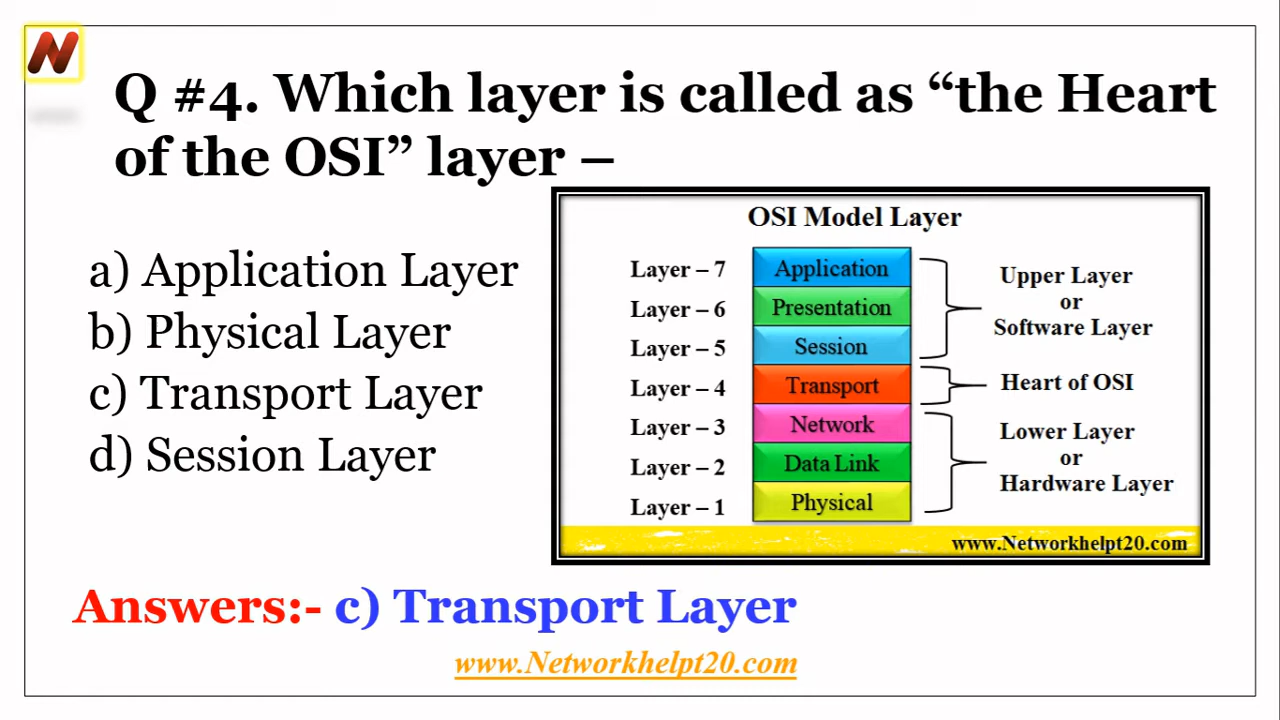 Q #4. Which layer is called as “the Heart
of the OSI” layer –
a) Application Layer
b) Physical Layer
c) Transport Layer
d) Session Layer
OSI Model Layer
Layer – 7 Application
Layer – 6 Presentation
Layer – 5 Session
Upper Layer
or
Software Layer
Layer – 4 Transport Heart of OSI
Layer – 3 Network
Layer – 2 Data Link
Layer – 1 Physical
Lower Layer
or
Hardware Layer
www.Networkhelpt20.com
Answers:- c) Transport Layer
www.Networkhelpt20.com